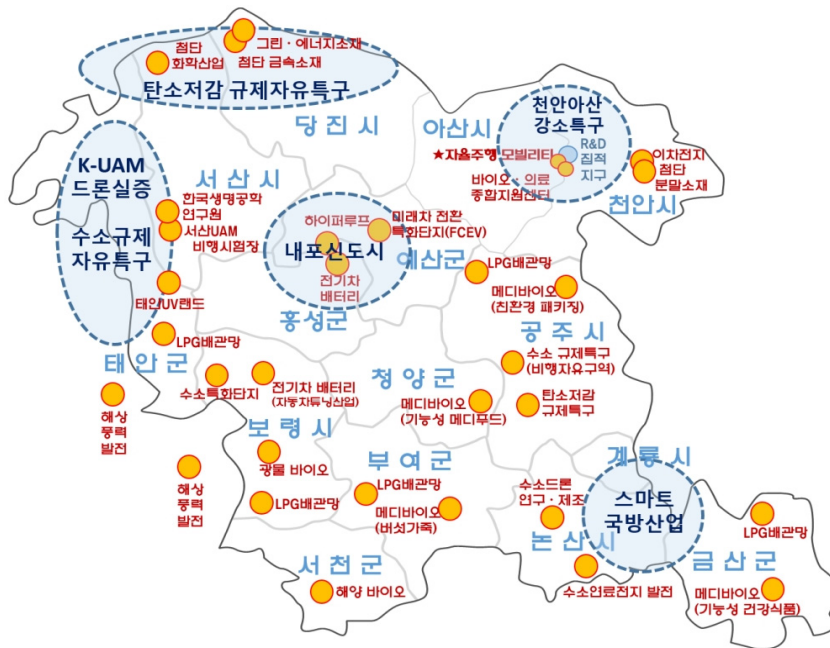 첨단
화학산업
그린 · 에너지소재
첨단 금속소재
탄소저감 규제자유특구
당 진 시
아 산 시
천안아산
강소특구
★자율주행 모빌리티
R&D
집적
지구
바이오 · 의료
종합지원센터
이차전지
첨단
분말소재
천 안 시
K-UAM
드론실증
수소규제
자유특구
서 산 시
한국생명공학
연구원
서산UAM
비행시험장
태안UV랜드
LPG배관망
태 안 군
하이퍼루프
미래차 전환
특화단지(FCEV)
내포신도시
전기차
배터리
예 산 군
홍 성 군
LPG배관망
메디바이오
(친환경 패키징)
공 주 시
수소 규제특구
(비행자유구역)
탄소저감
규제특구
청 양 군
메디바이오
(기능성 메디푸드)
수소특화단지
전기차 배터리
(자동차튜닝산업)
해상
풍력
발전
보 령 시
광물 바이오
LPG배관망
해상
풍력
발전
부 여 군
LPG배관망
메디바이오
(버섯가죽)
계 룡 시
스마트
국방산업
수소드론
연구 · 제조
논 산 시
수소연료전지 발전
서 천 군
해양 바이오
LPG배관망
금 산 군
메디바이오
(기능성 건강식품)